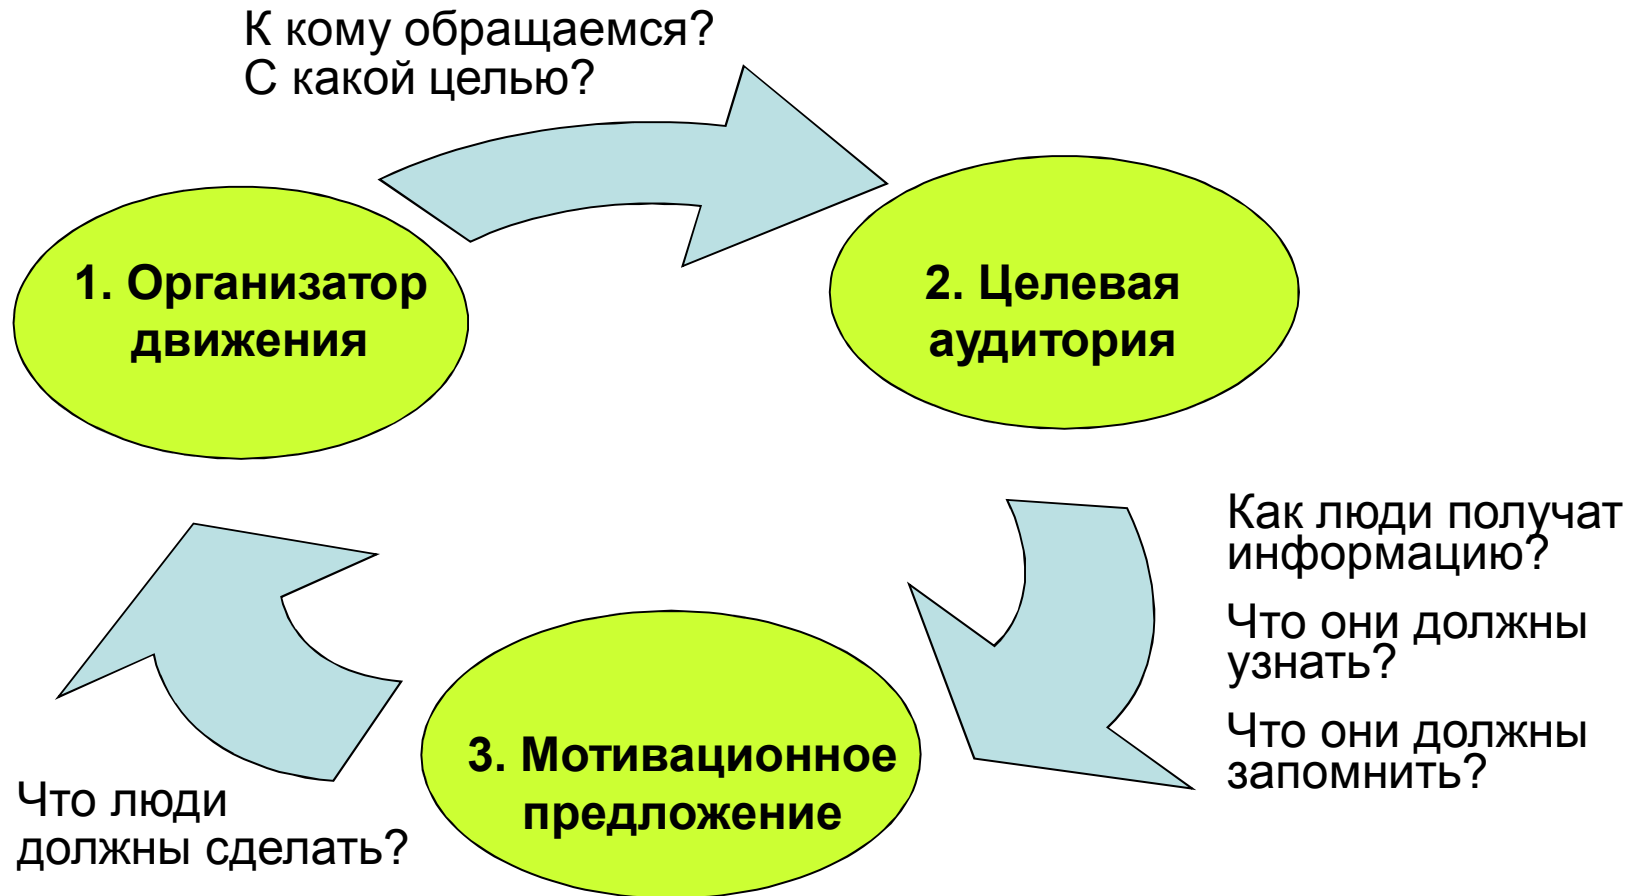 К кому обращаемся?
С какой целью?
1. Организатор
движения
2. Целевая
аудитория
Как люди получат
информацию?
Что они должны
узнать?
Что они должны
запомнить?
3. Мотивационное
предложение
Что люди
должны сделать?